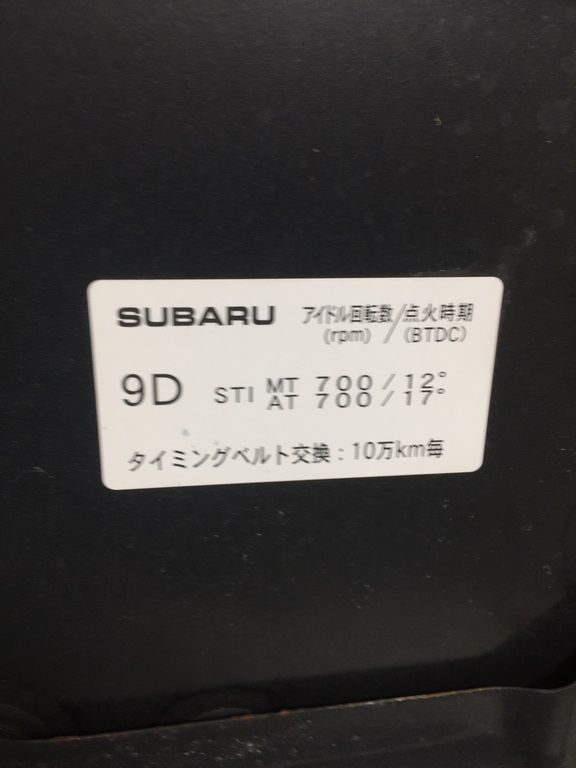 SUBARU アイドル回転数/点火時期
(rpm) (BTDC)
9D STI MT 700/12°
AT 700/17°
タイミングベルト交換:10万km毎